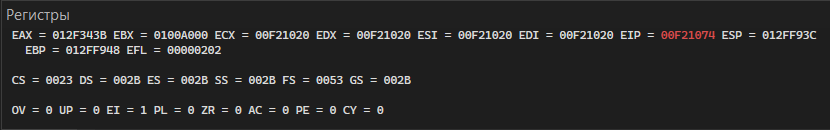 Регистры
EAX = 012F343B EBX = 0100A000 ECX = 00F21020 EDX = 00F21020 ESI = 00F21020 EDI = 00F21020 EIP = 00F21074 ESP = 012FF93C
EBP = 012FF948 EFL = 00000202
CS = 0023 DS = 002B ES = 002B SS = 002B FS = 0053 GS = 002B
OV = 0 UP = 0 EI = 1 PL = 0 ZR = 0 AC = 0 PE = 0 CY = 0